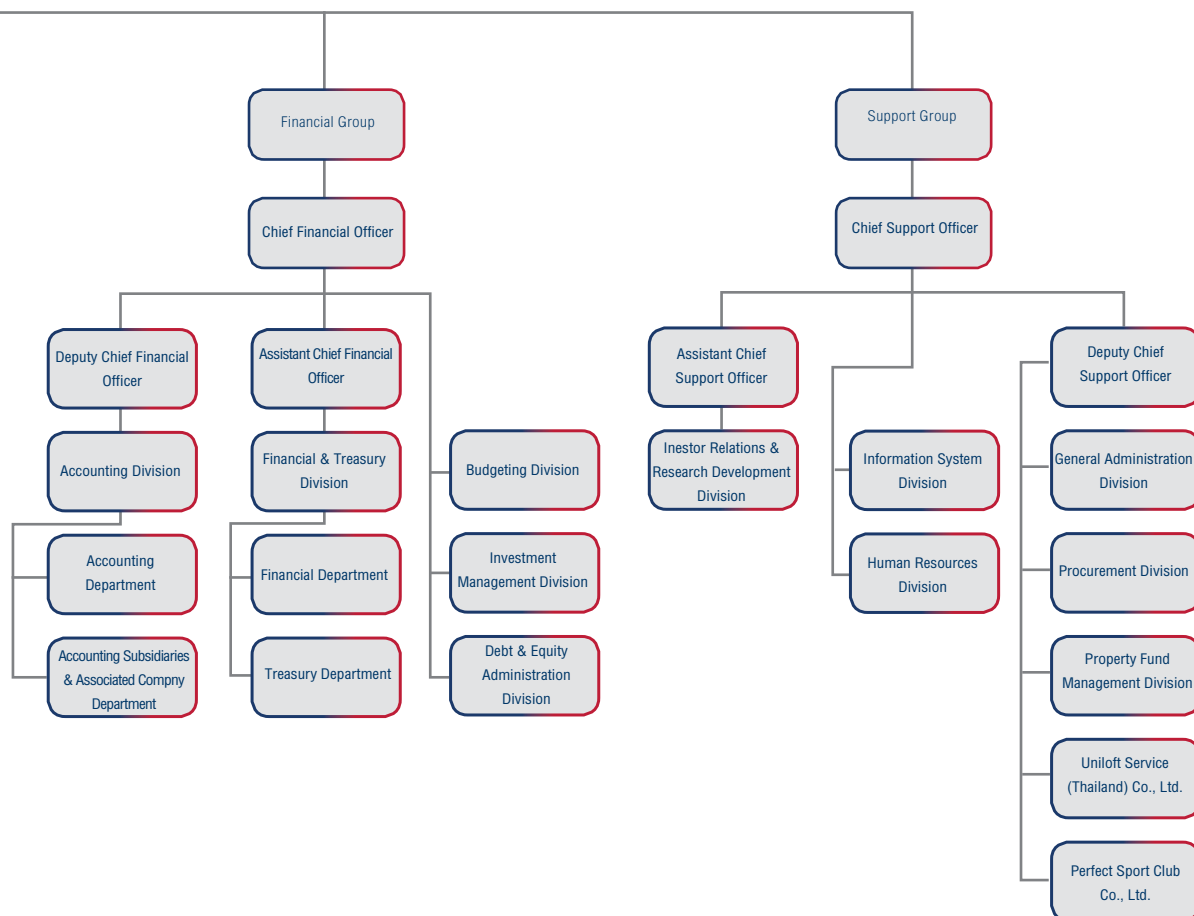 Financial Group
Support Group
Chief Financial Officer
Chief Support Officer
Deputy Chief Financial
Officer
Assistant Chief Financial
Officer
Assistant Chief
Support Officer
Deputy Chief
Support Officer
Accounting Division
Financial & Treasury
Division
Budgeting Division
Inestor Relations &
Research Development
Division
Information System
Division
General Administration
Division
Accounting
Department
Financial Department
Investment
Management Division
Human Resources
Division
Procurement Division
Accounting Subsidiaries
& Associated Compny
Department
Treasury Department
Debt & Equity
Administration
Division
Property Fund
Management Division
Uniloft Service
(Thailand) Co., Ltd.
Perfect Sport Club
Co., Ltd.